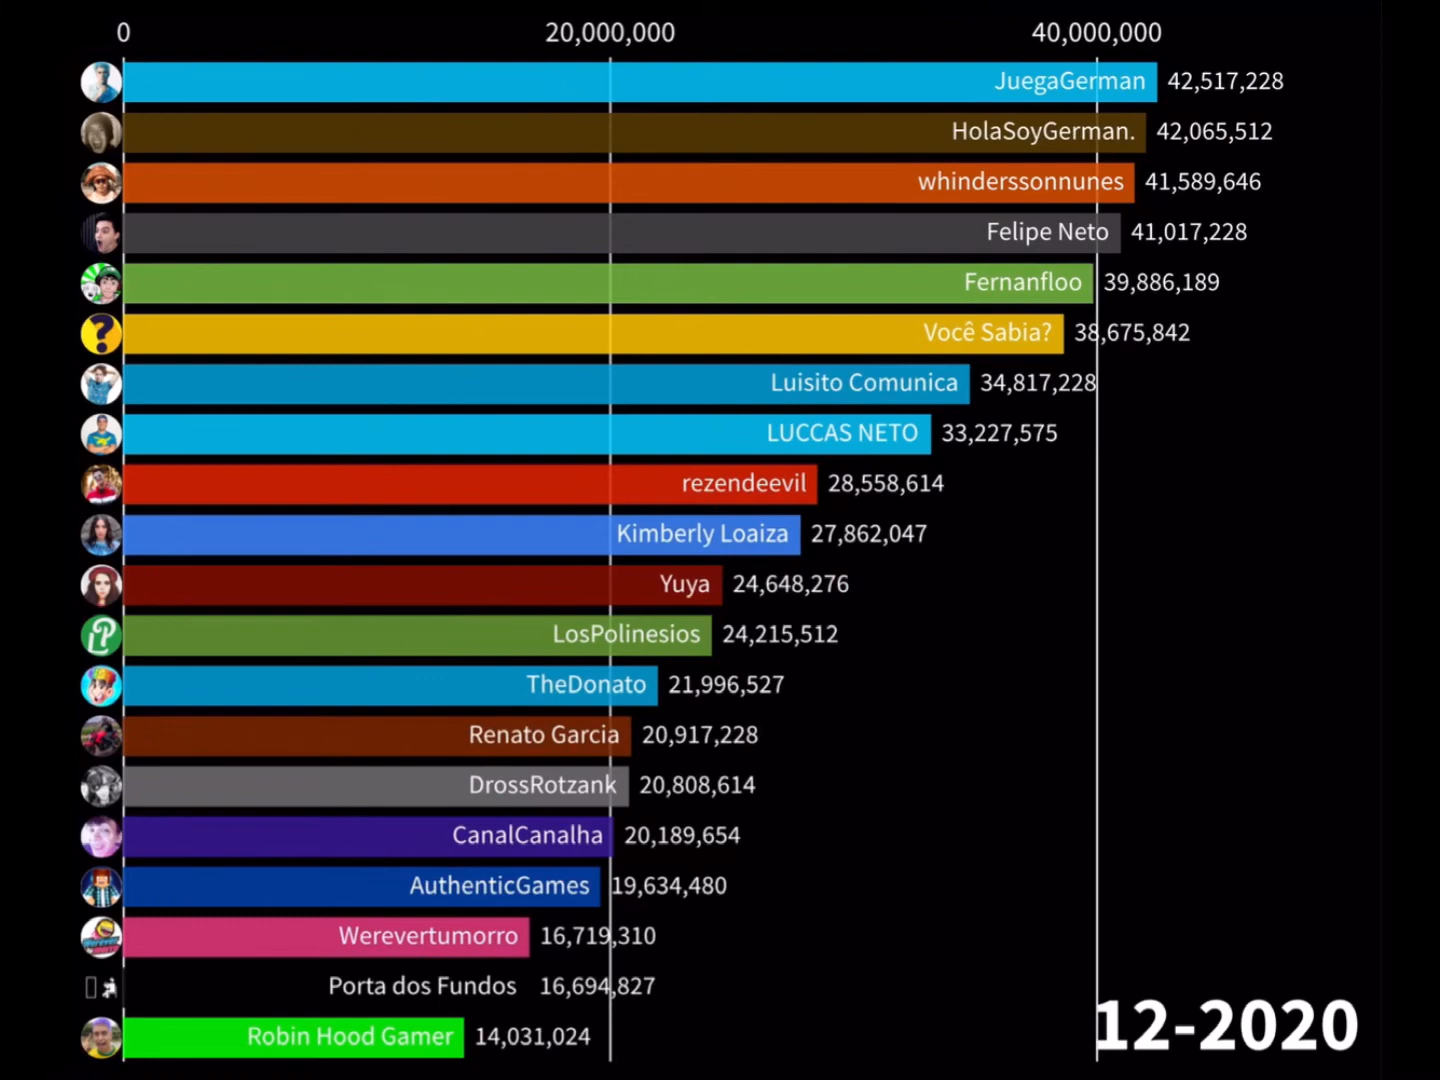 0 20,000,000 40,000,000
JuegaGerman 42,517,228
HolaSoyGerman. 42,065,512
whinderssonnunes 41,589,646
Felipe Neto 41,017,228
Fernanfloo 39,886,189
Você Sabia? 38,675,842
Luisito Comunica 34,817,228
LUCCAS NETO 33,227,575
rezendeevil 28,558,614
Kimberly Loaiza 27,862,047
Yuya 24,648,276
LosPolinesios 24,215,512
TheDonato 21,996,527
Renato Garcia 20,917,228
DrossRotzank 20,808,614
CanalCanalha 20,189,654
AuthenticGames 19,634,480
Werevertumorro 16,719,310
Porta dos Fundos 16,694,827
Robin Hood Gamer 14,031,024
12-2020